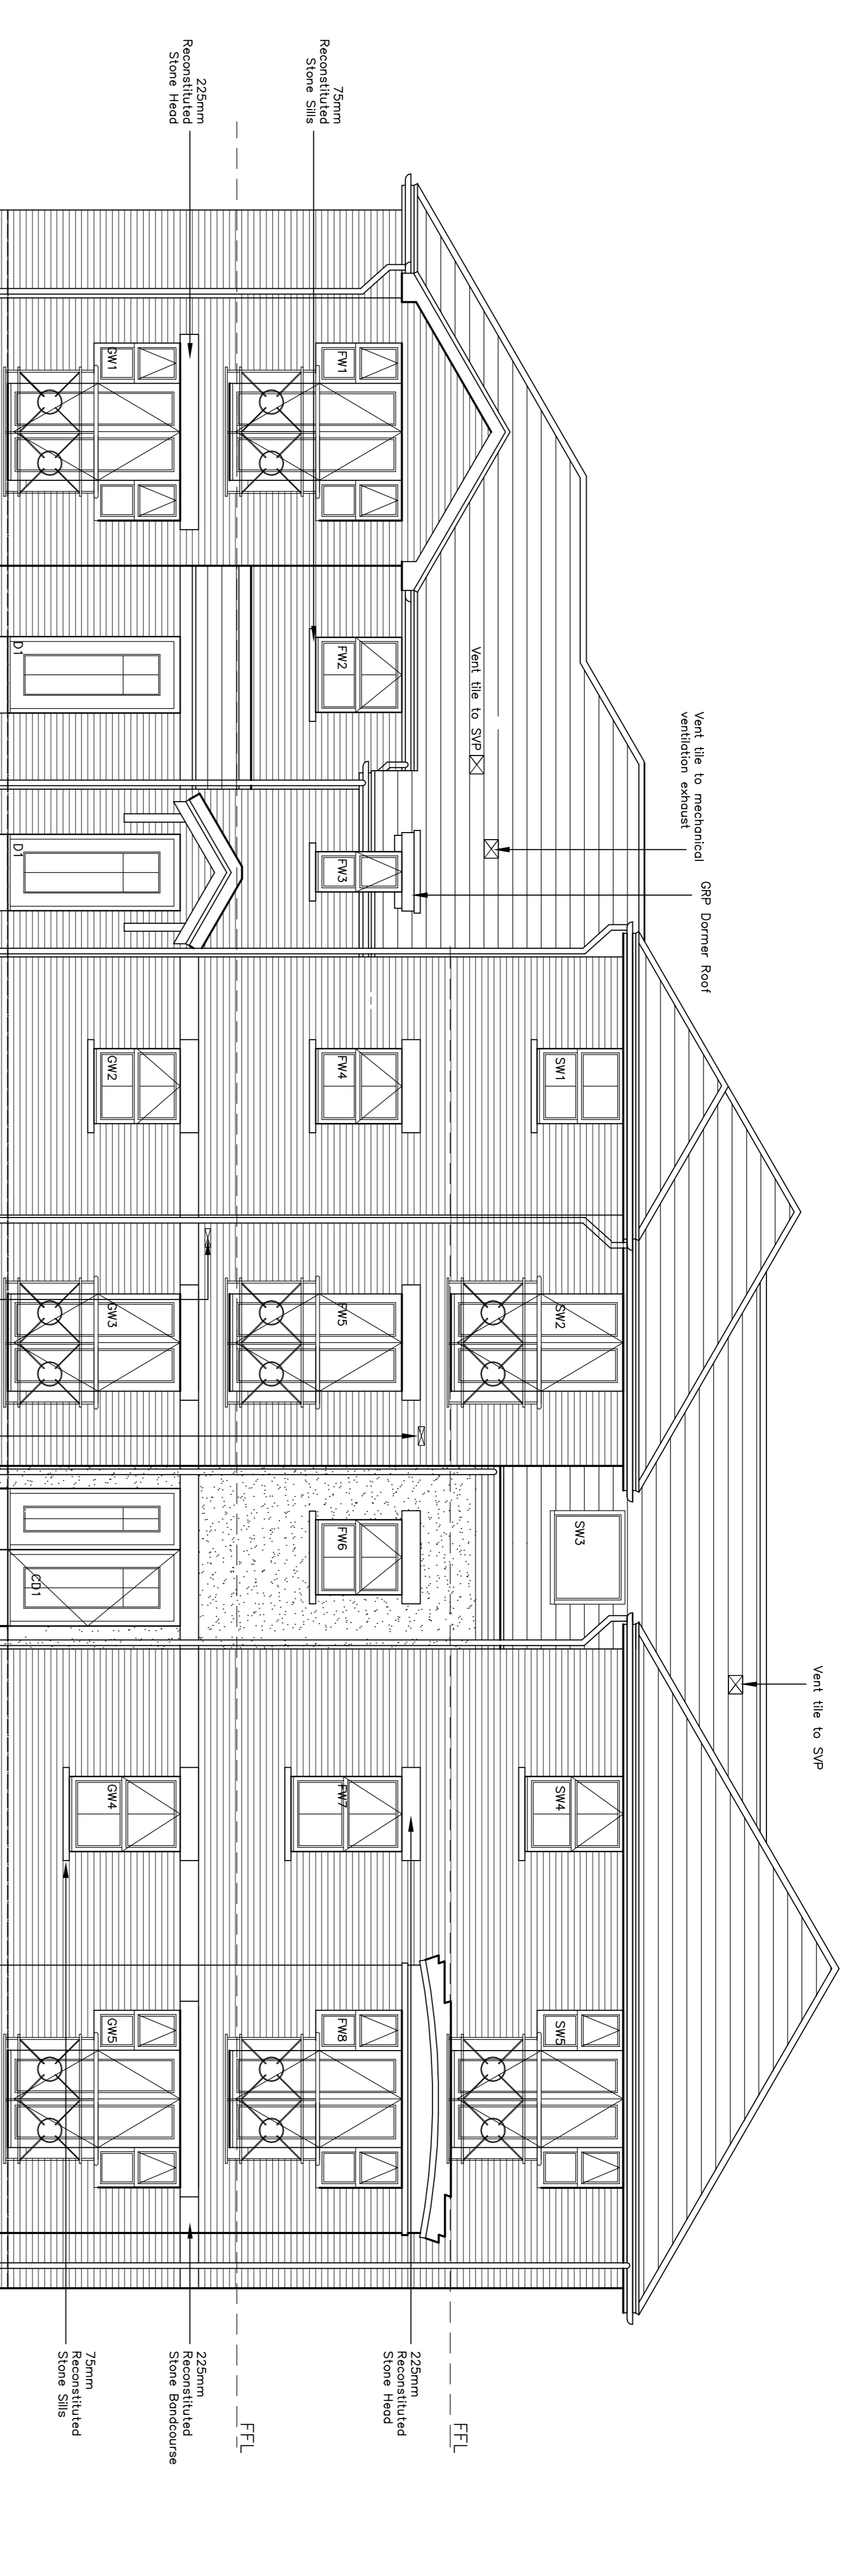 Vent tile to SVP
Vent tile to mechanical
ventilation exhaust
GRP Dormer Roof
Vent tile to SVP
75mm
Reconstituted
Stone Sills
225mm
Reconstituted
Stone Head
SW1
SW2
SW3
SW4
SW5
FFL
FW1
FW2
FW3
FW4
FW5
FW6
FW7
FW8
225mm
Reconstituted
Stone Head
FFL
GW1
D1
D1
GW2
GW3
CD1
GW4
GW5
225mm
Reconstituted
Stone Bandcourse
75mm
Reconstituted
Stone Sills